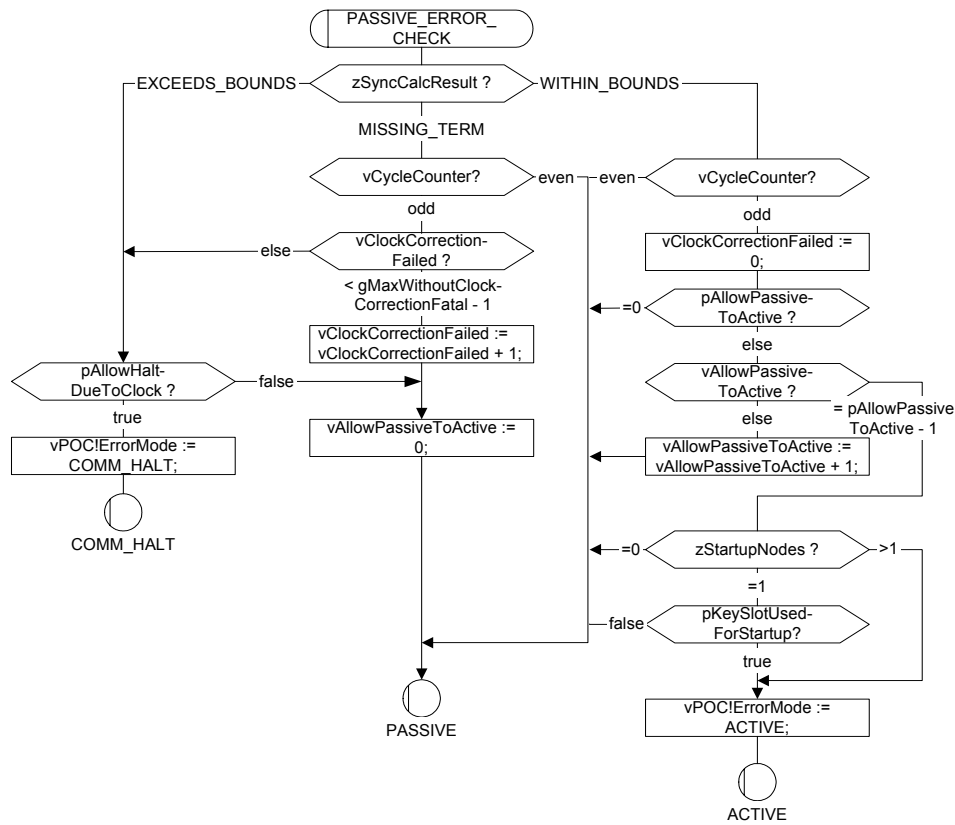 PASSIVE_ERROR_
CHECK
EXCEEDS_BOUNDS
zSyncCalcResult ?
WITHIN_BOUNDS
MISSING_TERM
vCycleCounter?
even
even
vCycleCounter?
odd
odd
else
vClockCorrection-
Failed ?
vClockCorrectionFailed :=
0;
< gMaxWithoutClock-
CorrectionFatal - 1
=0
pAllowPassive-
ToActive ?
vClockCorrectionFailed :=
vClockCorrectionFailed + 1;
else
pAllowHalt-
DueToClock ?
false
vAllowPassive-
ToActive ?
= pAllowPassive
ToActive - 1
true
else
vPOC!ErrorMode :=
COMM_HALT;
vAllowPassiveToActive :=
0;
vAllowPassiveToActive :=
vAllowPassiveToActive + 1;
COMM_HALT
=0
zStartupNodes ?
>1
=1
false
pKeySlotUsed-
ForStartup?
true
vPOC!ErrorMode :=
ACTIVE;
PASSIVE
ACTIVE